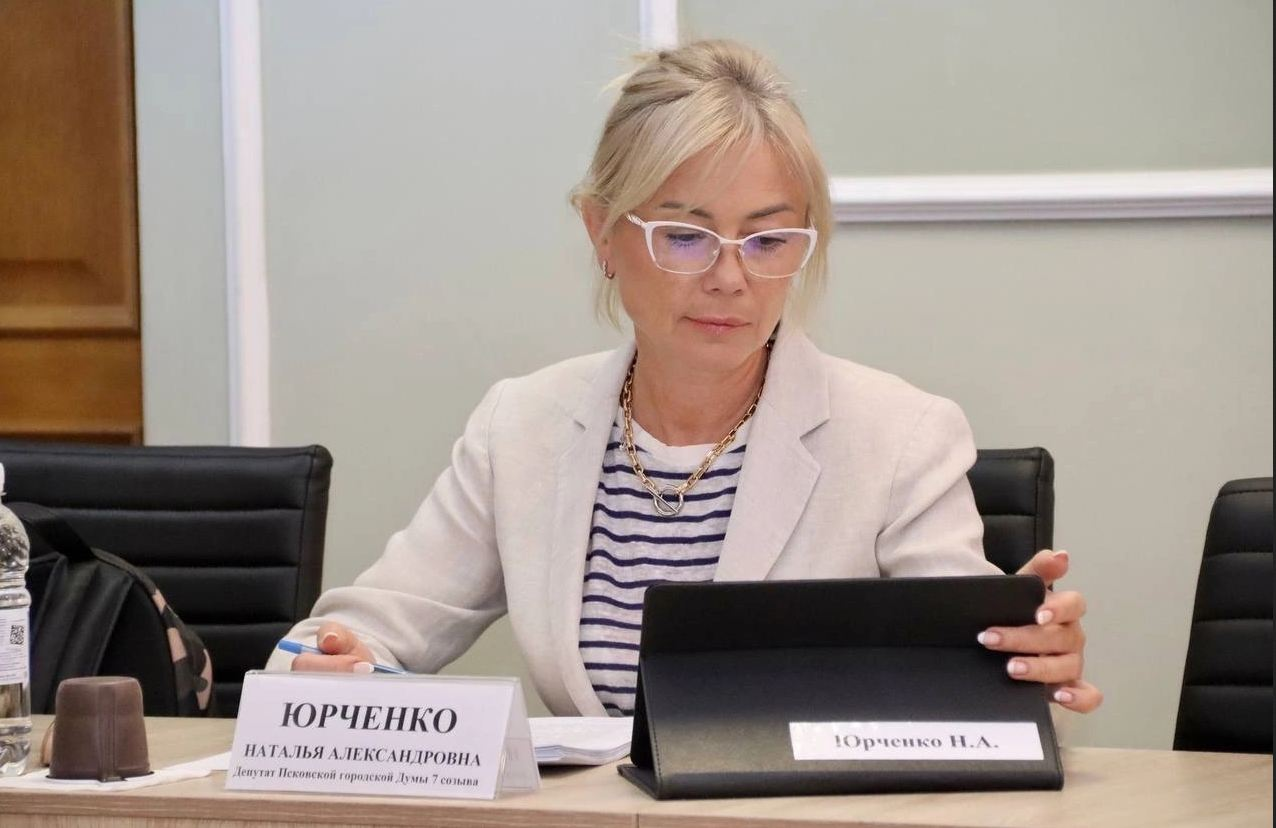 ЮРЧЕНКО
НАТАЛЬЯ АЛЕКСАНДРОВНА
Депутат Псковской городской Думы 7 созыва
Юрченко Н.А.